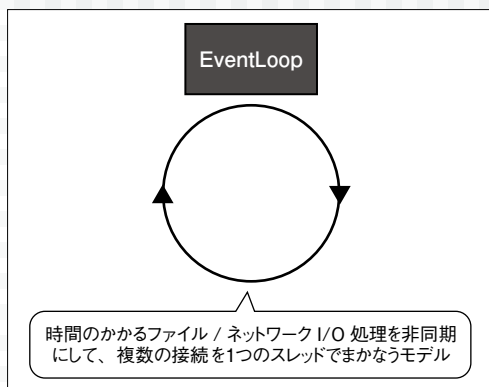 EventLoop
時間のかかるファイル / ネットワーク I/O 処理を非同期
にして、複数の接続を1つのスレッドでまかなうモデル